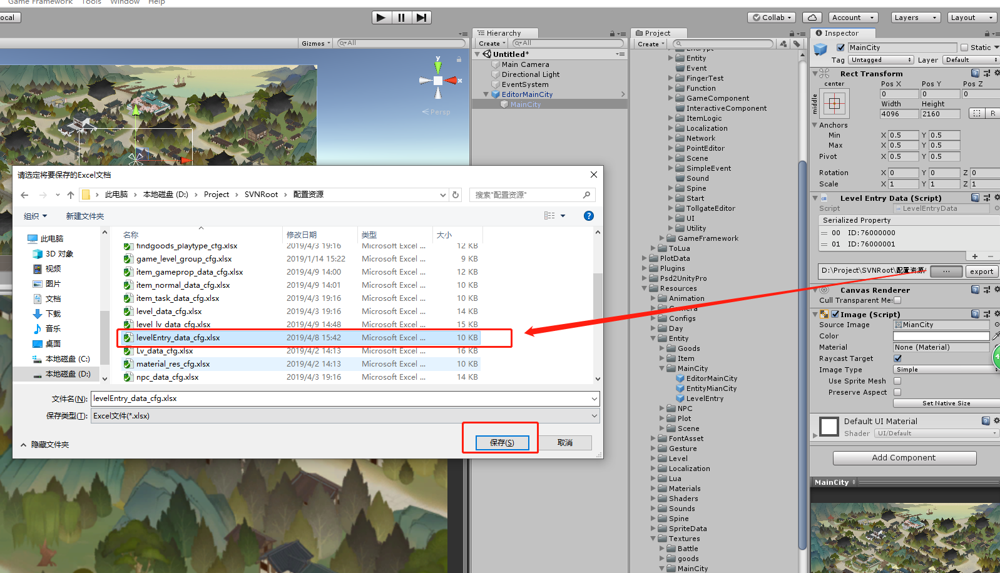 Game Framework Tools Window Help
ocal
Collab
Account
Layers
Layout
Gizmos
All
Persp
y
x
Hierarchy
Create
All
Untitled*
Main Camera
Directional Light
EventSystem
EditorMainCity
MainCity
Project
Create
Encrypt
Entity
Event
FingerTest
Function
GameComponent
InteractiveComponent
ItemLogic
Localization
Network
PointEditor
Scene
SimpleEvent
Sound
Spine
Start
TollgateEditor
UI
Utility
GameFramework
ToLua
PlotData
Plugins
Psd2UnityPro
Resources
Animation
Camera
Configs
Day
Entity
Goods
Item
MainCity
EditorMainCity
EntityMianCity
LevelEntry
NPC
Plot
Scene
FontAsset
Gesture
Level
Localization
Lua
Materials
Shaders
Sounds
Spine
SpriteData
Textures
Battle
goods
MainCity
Inspector
MainCity
Static
Tag Untagged Layer Default
Rect Transform
center
middle
Pos X Pos Y Pos Z
0 0 0
Width Height
4096 2160
R
Anchors
Min X 0.5 Y 0.5
Max X 0.5 Y 0.5
Pivot X 0.5 Y 0.5
Rotation X 0 Y 0 Z 0
Scale X 1 Y 1 Z 1
Level Entry Data (Script)
Script LevelEntryData
Serialized Property
00 ID:76000000
01 ID:76000001
+ −
D:\Project\SVNRoot\配置资源/ ... export
Canvas Renderer
Cull Transparent Me:
Image (Script)
Source Image MianCity
Color
Material None (Material)
Raycast Target
Image Type Simple
Use Sprite Mesh
Preserve Aspect
Set Native Size
Default UI Material
Shader UI/Default
Add Component
MainCity
4
请选定将要保存的Excel文档
此电脑 › 本地磁盘 (D:) › Project › SVNRoot › 配置资源
搜索"配置资源"
组织 新建文件夹
此电脑
3D 对象
视频
图片
文档
下载
音乐
桌面
本地磁盘 (C:)
本地磁盘 (D:)
名称 修改日期 类型 大小
findgoods_playtype_cfg.xlsx 2019/4/3 19:16 Microsoft Excel ... 12 KB
game_level_group_cfg.xlsx 2019/1/14 15:22 Microsoft Excel ... 9 KB
item_gameprop_data_cfg.xlsx 2019/4/9 14:00 Microsoft Excel ... 12 KB
item_normal_data_cfg.xlsx 2019/4/9 14:01 Microsoft Excel ... 10 KB
item_task_data_cfg.xlsx 2019/4/3 19:16 Microsoft Excel ... 10 KB
level_data_cfg.xlsx 2019/4/3 19:16 Microsoft Excel ... 14 KB
level_lv_data_cfg.xlsx 2019/4/9 14:48 Microsoft Excel ... 15 KB
levelEntry_data_cfg.xlsx 2019/4/8 15:42 Microsoft Excel ... 10 KB
Lv_data_cfg.xlsx 2019/4/2 14:13 Microsoft Excel ... 16 KB
material_res_cfg.xlsx 2019/4/2 14:13 Microsoft Excel ... 10 KB
npc_data_cfg.xlsx 2019/4/3 19:16 Microsoft Excel ... 14 KB
文件名(N): levelEntry_data_cfg.xlsx
保存类型(T): Excel文件(*.xlsx)
隐藏文件夹
保存(S)
取消